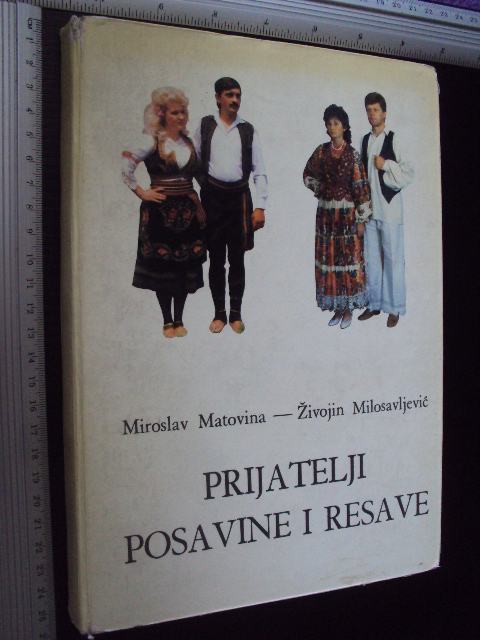 Miroslav Matovina — Živojin Milosavljević
PRIJATELJI
POSAVINE I RESAVE